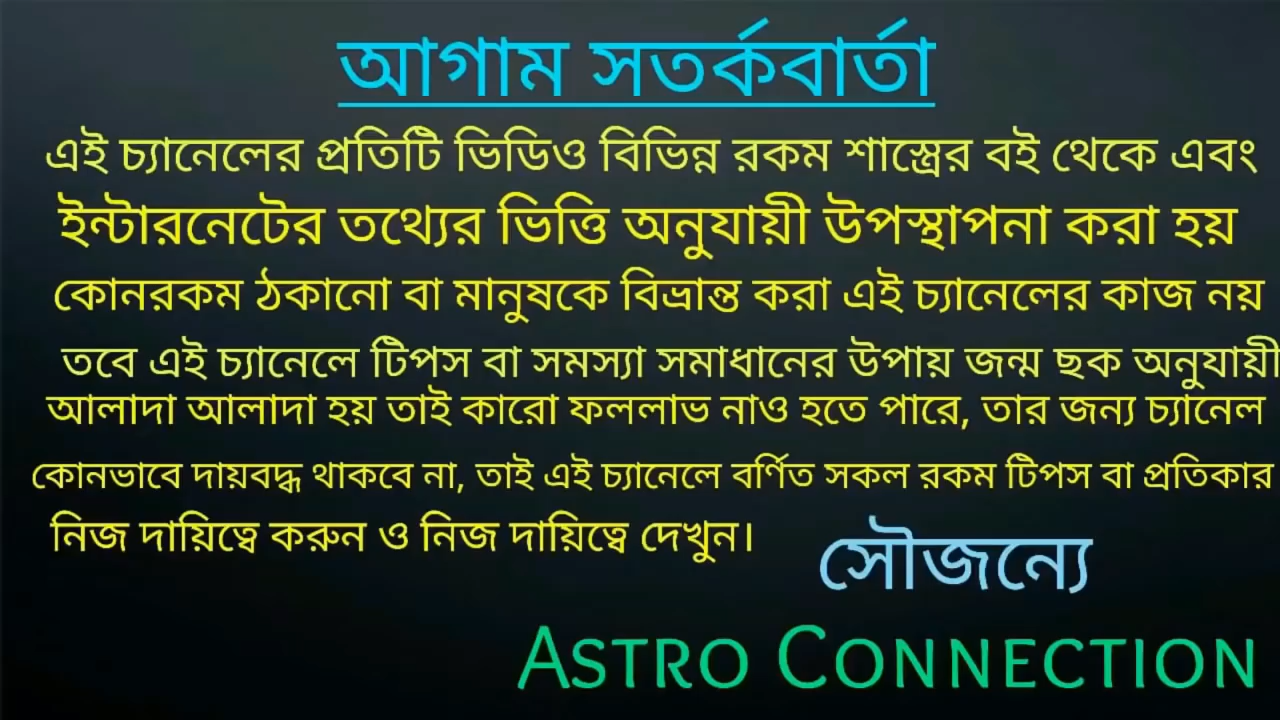 আগাম সতর্কবার্তা
এই চ্যানেলের প্রতিটি ভিডিও বিভিন্ন রকম শাস্ত্রের বই থেকে এবং
ইন্টারনেটের তথ্যের ভিত্তি অনুযায়ী উপস্থাপনা করা হয়
কোনরকম ঠকানো বা মানুষকে বিভ্রান্ত করা এই চ্যানেলের কাজ নয়
তবে এই চ্যানেলে টিপস বা সমস্যা সমাধানের উপায় জন্ম ছক অনুযায়ী
আলাদা আলাদা হয় তাই কারো ফললাভ নাও হতে পারে, তার জন্য চ্যানেল
কোনভাবে দায়বদ্ধ থাকবে না, তাই এই চ্যানেলে বর্ণিত সকল রকম টিপস বা প্রতিকার
নিজ দায়িত্বে করুন ও নিজ দায়িত্বে দেখুন।
সৌজন্যে
ASTRO CONNECTION